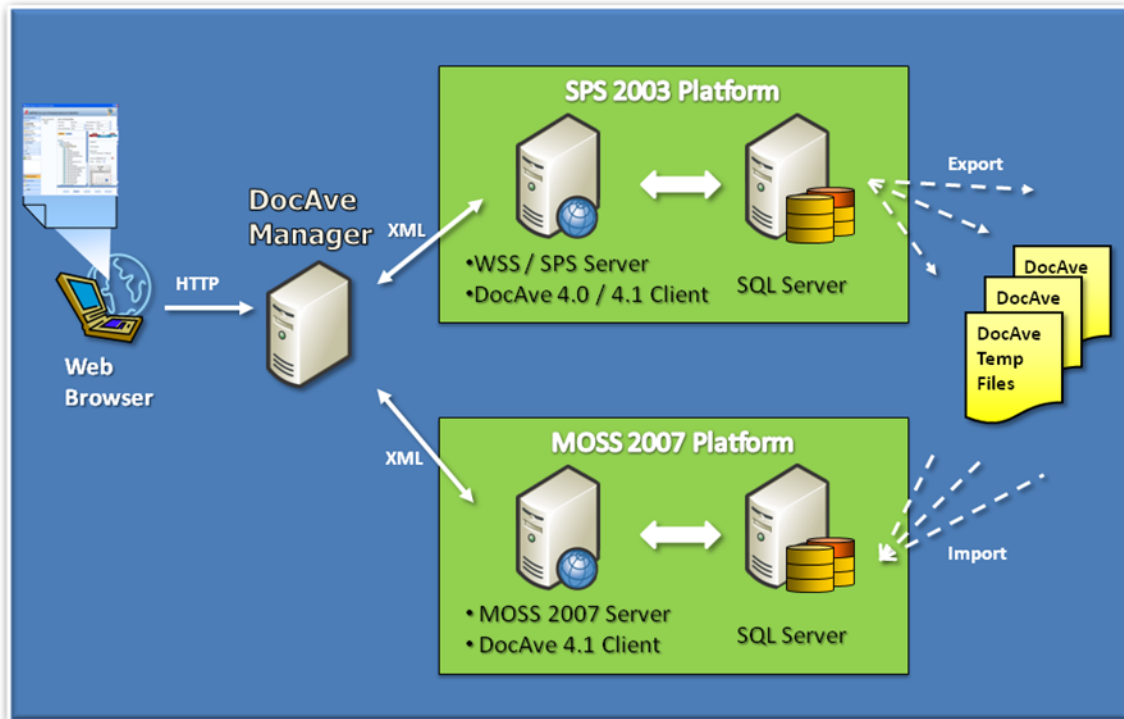 SPS 2003 Platform
Export
DocAve
Manager
XML
HTTP
• WSS / SPS Server
• DocAve 4.0 / 4.1 Client
SQL Server
DocAve
DocAve
DocAve
Temp
Files
Web
Browser
MOSS 2007 Platform
XML
Import
• MOSS 2007 Server
• DocAve 4.1 Client
SQL Server